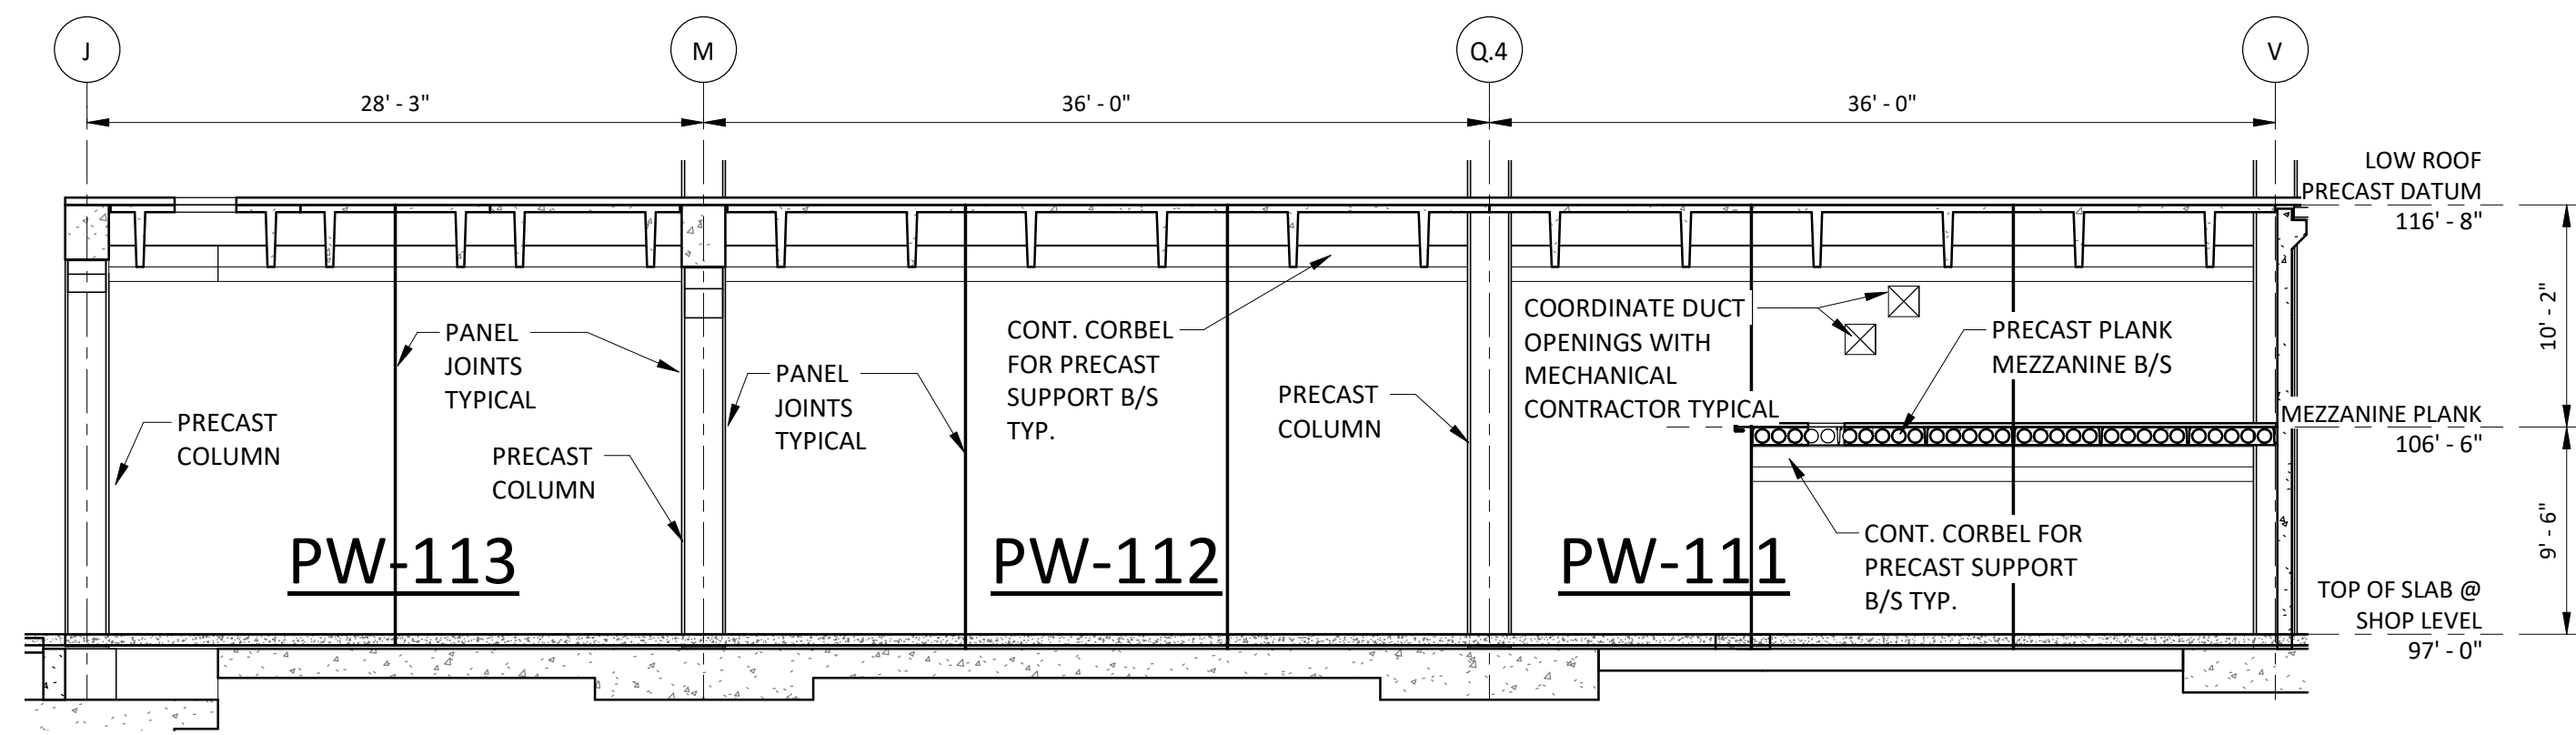 J
M
Q.4
V
28' - 3"
36' - 0"
36' - 0"
LOW ROOF
PRECAST DATUM
116' - 8"
10' - 2"
PANEL
JOINTS
TYPICAL
PRECAST
COLUMN
PRECAST
COLUMN
PANEL
JOINTS
TYPICAL
CONT. CORBEL
FOR PRECAST
SUPPORT B/S
TYP.
PRECAST
COLUMN
COORDINATE DUCT
OPENINGS WITH
MECHANICAL
CONTRACTOR TYPICAL
PRECAST PLANK
MEZZANINE B/S
MEZZANINE PLANK
106' - 6"
9' - 6"
PW-113
PW-112
PW-111
CONT. CORBEL FOR
PRECAST SUPPORT
B/S TYP.
TOP OF SLAB @
SHOP LEVEL
97' - 0"